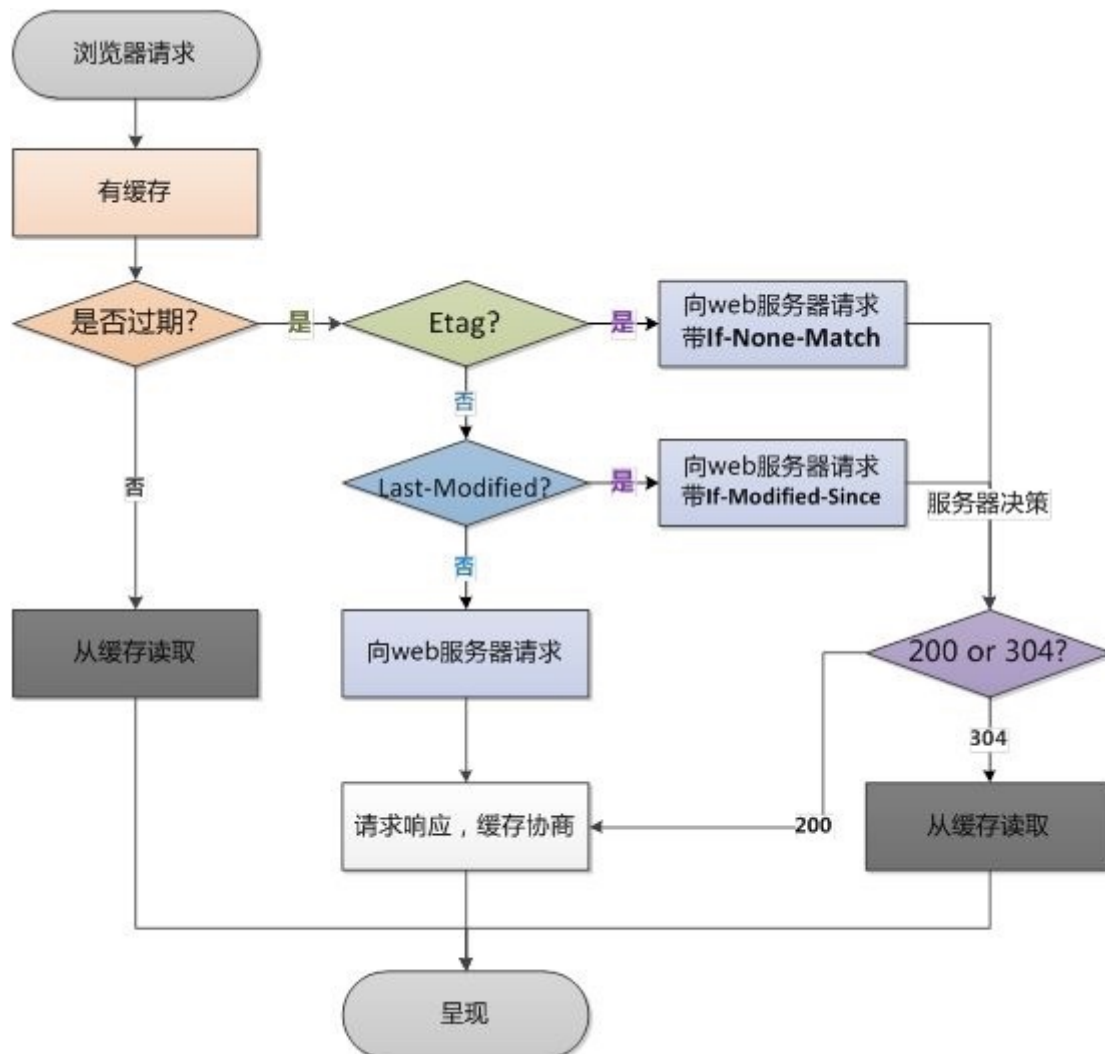 浏览器请求
有缓存
是否过期?
是
Etag?
是
向web服务器请求
带If-None-Match
否
否
Last-Modified?
是
向web服务器请求
带If-Modified-Since
服务器决策
否
从缓存读取
向web服务器请求
200 or 304?
304
请求响应，缓存协商
200
从缓存读取
呈现